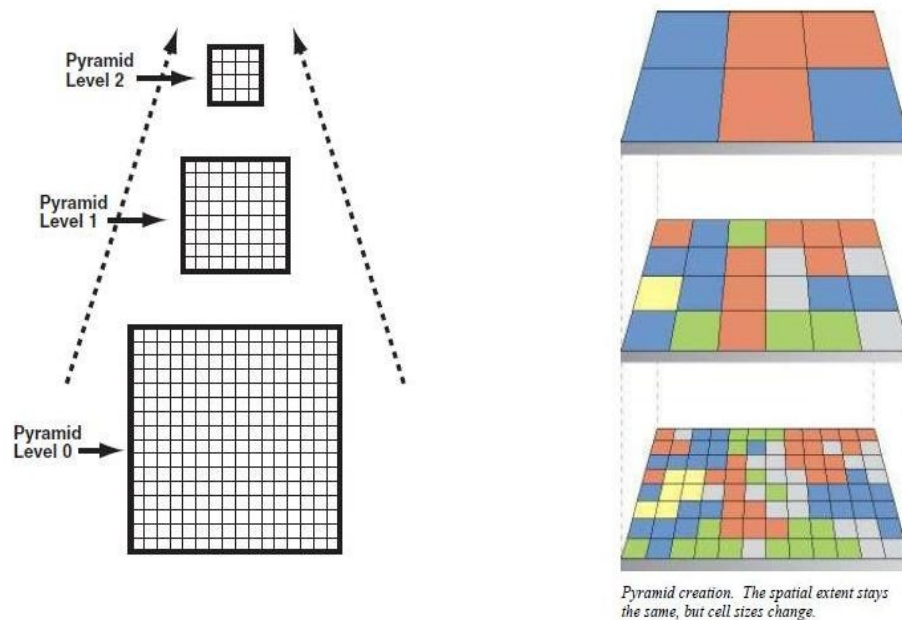 Pyramid
Level 2
Pyramid
Level 1
Pyramid
Level 0
Pyramid creation. The spatial extent stays
the same, but cell sizes change.